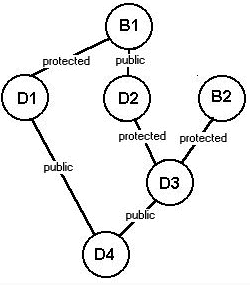 B1
protected
public
D1
D2
B2
protected
protected
public
D3
public
D4